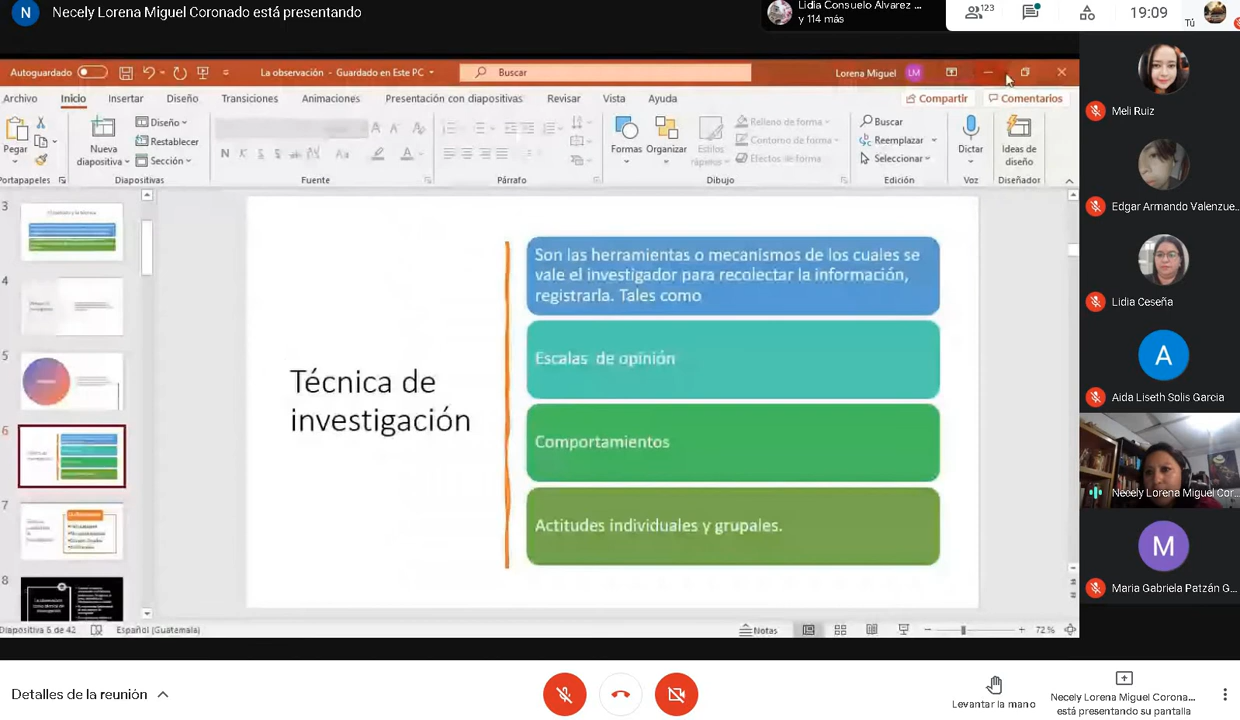 N Necely Lorena Miguel Coronado está presentando
Lidia Consuelo Alvarez ...
y 114 más
123
19:09
Tú
Autoguardado
La observación - Guardado en Este PC
Buscar
Lorena Miguel LM
Archivo Inicio Insertar Diseño Transiciones Animaciones Presentación con diapositivas Revisar Vista Ayuda
Compartir Comentarios
Pegar
Nueva
diapositiva
Diseño
Restablecer
Sección
N K S
Aa
A
Formas
Organizar
Estilos
rápidos
Relleno de forma
Contorno de forma
Efectos de forma
Buscar
Reemplazar
Seleccionar
Dictar
Ideas de
diseño
Portapapeles Diapositivas Fuente Párrafo Dibujo Edición Voz Diseñador
3
4
5
6
7
8
Técnica de
investigación
Son las herramientas o mecanismos de los cuales se
vale el investigador para recolectar la información,
registrarla. Tales como
Escalas de opinión
Comportamientos
Actitudes individuales y grupales.
Diapositiva 6 de 42
Español (Guatemala)
Notas
72 %
Meli Ruiz
Edgar Armando Valenzue...
Lidia Ceseña
A
Aida Liseth Solis Garcia
Necely Lorena Miguel Cor...
M
Maria Gabriela Patzán G...
Detalles de la reunión
Levantar la mano
Necely Lorena Miguel Corona...
está presentando su pantalla